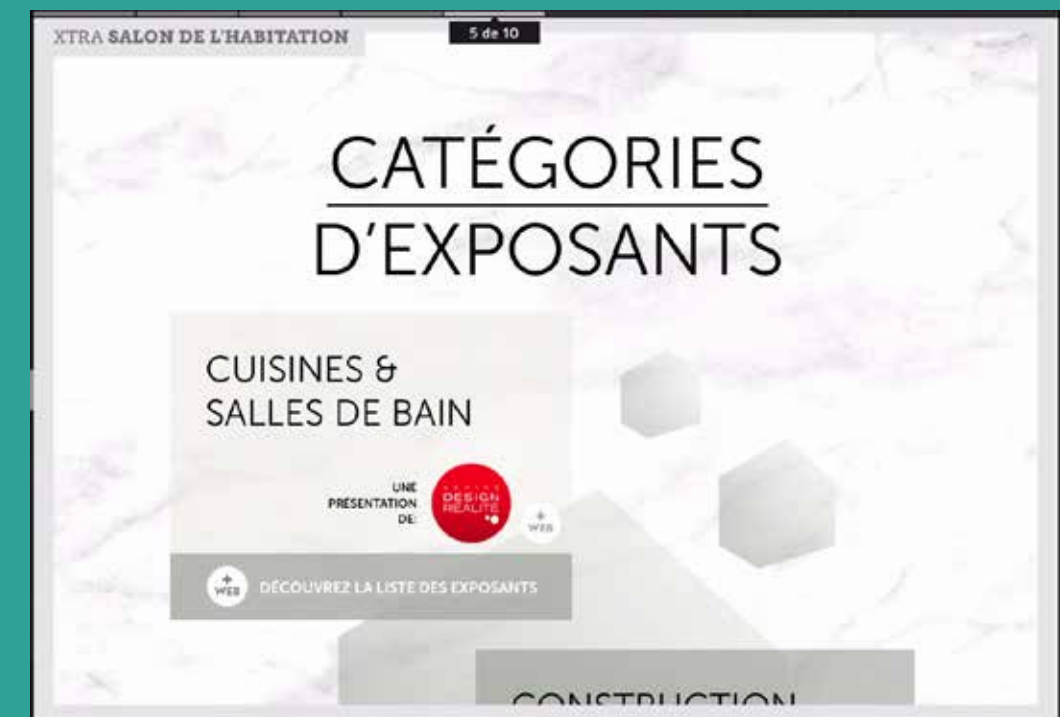 XTRA SALON DE L'HABITATION
5 de 10
CATÉGORIES
D'EXPOSANTS
CUISINES &
SALLES DE BAIN
UNE
PRÉSENTATION
DE:
DESIGN
RÉALITÉ
+
WEB
+
WEB
DÉCOUVREZ LA LISTE DES EXPOSANTS
CONSTRUCTION